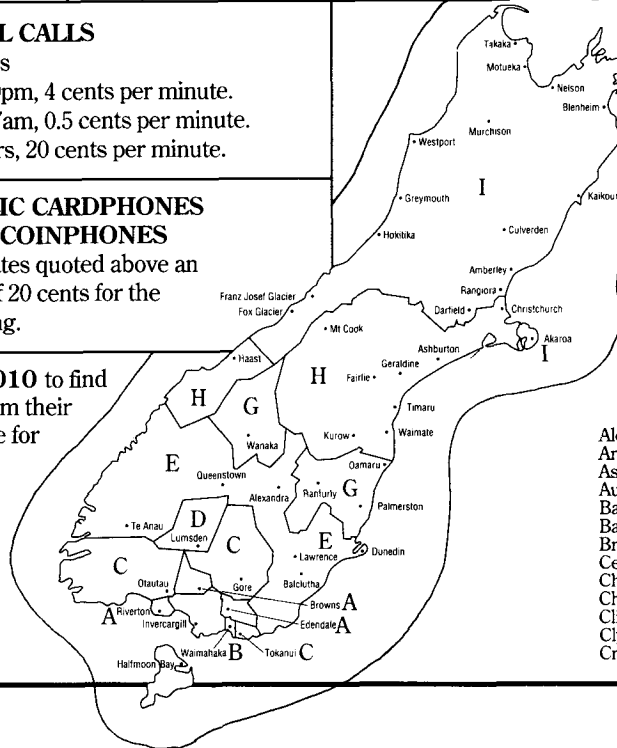 L CALLS
s
pm, 4 cents per minute.
7am, 0.5 cents per minute.
rs, 20 cents per minute.
IC CARDPHONES
COINPHONES
ates quoted above an
f 20 cents for the
ng.
010 to find
m their
e for
Takaka
Motueka
Nelson
Blenheim
Murchison
Westport
I
Greymouth
Kaikour
Hokitika
Culverden
Amberley
Rangiora
Franz Josef Glacier
Fox Glacier
Darfield
Christchurch
Mt Cook
Akaroa
I
Ashburton
Haast
Geraldine
H
Fairlie
H
G
Timaru
Wanaka
Kurow
Waimate
E
Oamaru
Queenstown
Ranfurly
G
Alexandra
Palmerston
D
Te Anau
Lumsden
C
E
Dunedin
Lawrence
C
Gore
Balclutha
Otautau
Browns A
A Riverton
Invercargill
Edendale A
Waimahaka B
Tokanui C
Halfmoon Bay
Ale
Ar
As
Au
Ba
Ba
Br
Ce
Ch
Ch
Cli
Cly
Cr